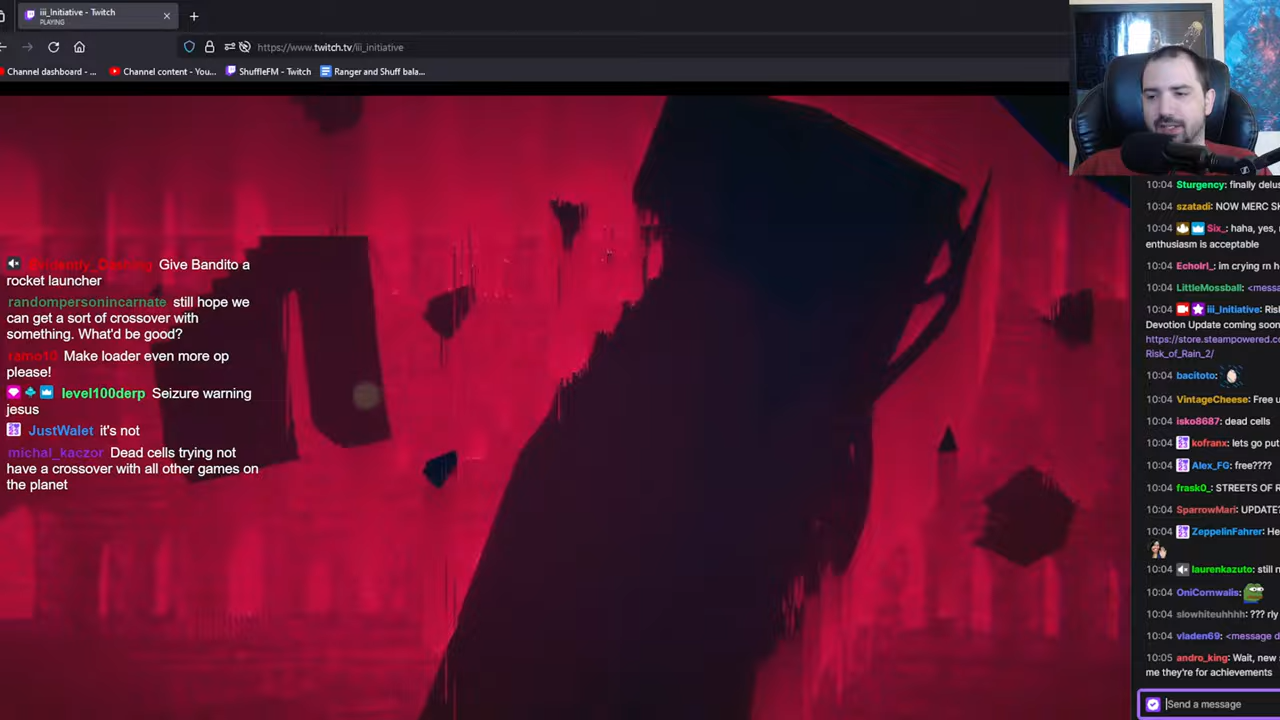 iii_Initiative - Twitch
PLAYING
https://www.twitch.tv/iii_initiative
Channel dashboard - ...
Channel content - You...
ShuffleFM - Twitch
Ranger and Shuff bala...
Give Bandito a
rocket launcher
randompersonincarnate still hope we
can get a sort of crossover with
something. What'd be good?
ramo10 Make loader even more op
please!
level100derp Seizure warning
jesus
JustWalet it's not
michal_kaczor Dead cells trying not
have a crossover with all other games on
the planet
10:04 Sturgency: finally delus
10:04 szatadi: NOW MERC SK
10:04 Six_: haha, yes,
enthusiasm is acceptable
10:04 Echoirl_: im crying rn h
10:04 LittleMossball: <messa
10:04 iii_Initiative: Ris
Devotion Update coming soon
https://store.steampowered.co
Risk_of_Rain_2/
10:04 bacitoto:
10:04 VintageCheese: Free u
10:04 isko8687: dead cells
10:04 kofranx: lets go put
10:04 Alex_FG: free????
10:04 frask0_: STREETS OF R
10:04 SparrowMari: UPDATE?
10:04 ZeppelinFahrer: He
10:04 laurenkazuto: still n
10:04 OniCornwalis:
10:04 slowhiteuhhhh: ??? rly
10:04 vladen69: <message d
10:05 andro_king: Wait, new s
me they're for achievements
Send a message